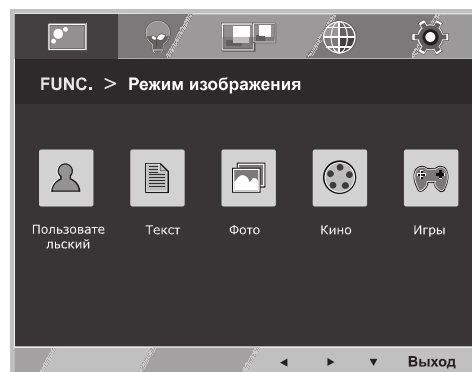 FUNC. > Режим изображения
Пользовате
льский
Текст
Фото
Кино
Игры
Выход